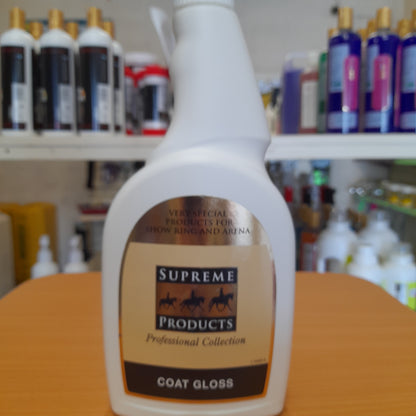 VERY SPECIAL
PRODUCTS FOR
SHOW RING AND ARENA
SUPREME
PRODUCTS
Professional Collection
COAT GLOSS